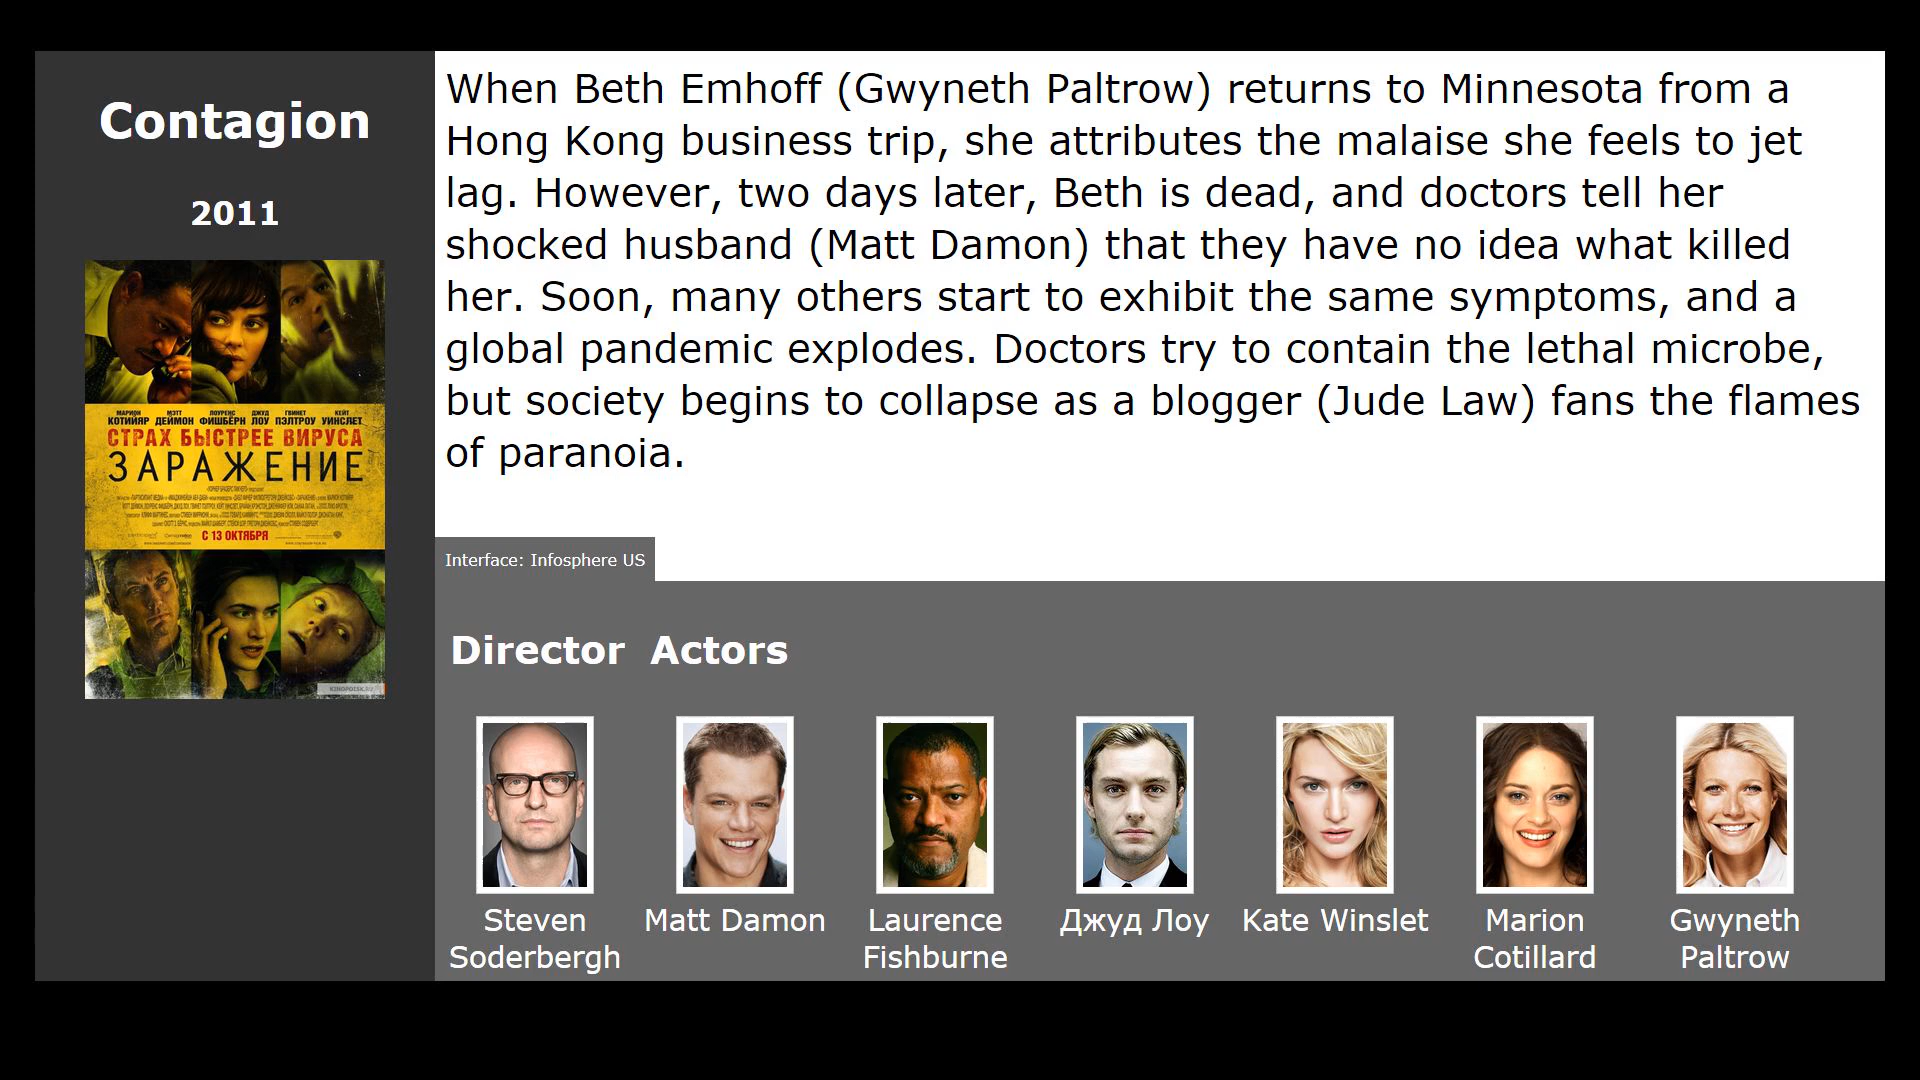 Contagion
2011
МАРИОН МЭТТ ЛОУРЕНС ДЖУД ГВИНЕТ КЕЙТ
КОТИЙЯР ДЕЙМОН ФИШБЁРН ЛОУ ПЭЛТРОУ УИНСЛЕТ
СТРАХ БЫСТРЕЕ ВИРУСА
ЗАРАЖЕНИЕ
С 13 ОКТЯБРЯ
KINOPOISK.RU
When Beth Emhoff (Gwyneth Paltrow) returns to Minnesota from a
Hong Kong business trip, she attributes the malaise she feels to jet
lag. However, two days later, Beth is dead, and doctors tell her
shocked husband (Matt Damon) that they have no idea what killed
her. Soon, many others start to exhibit the same symptoms, and a
global pandemic explodes. Doctors try to contain the lethal microbe,
but society begins to collapse as a blogger (Jude Law) fans the flames
of paranoia.
Interface: Infosphere US
Director Actors
Steven
Soderbergh
Matt Damon
Laurence
Fishburne
Джуд Лоу
Kate Winslet
Marion
Cotillard
Gwyneth
Paltrow